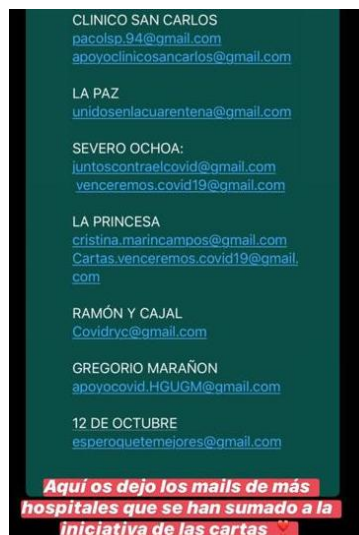 CLINICO SAN CARLOS
pacolsp.94@gmail.com
apoyoclinicosancarlos@gmail.com
LA PAZ
unidosenlacuarentena@gmail.com
SEVERO OCHOA:
juntoscontraelcovid@gmail.com
venceremos.covid19@gmail.com
LA PRINCESA
cristina.marincampos@gmail.com
Cartas.venceremos.covid19@gmail,
com
RAMÓN Y CAJAL
Covidryc@gmail.com
GREGORIO MARAÑON
apoyocovid.HGUGM@gmail.com
12 DE OCTUBRE
esperoquetemejores@gmail.com
Aquí os dejo los mails de más
hospitales que se han sumado a la
iniciativa de las cartas ❤️